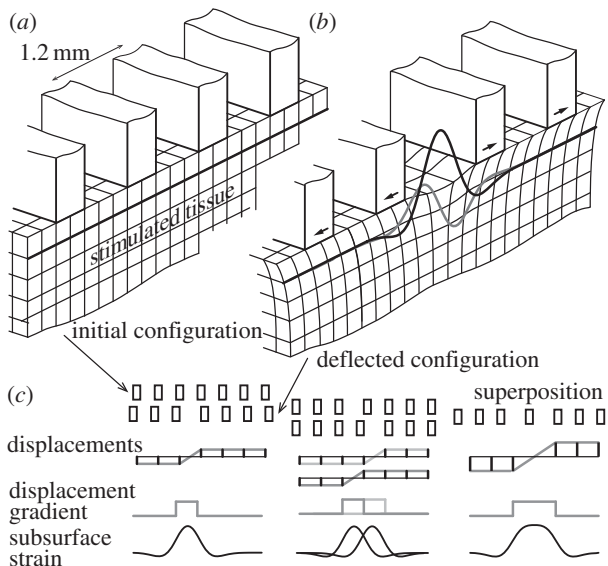 (a)
(b)
1.2 mm
stimulated tissue
initial configuration
deflected configuration
(c)
superposition
displacements
displacement
gradient
subsurface
strain